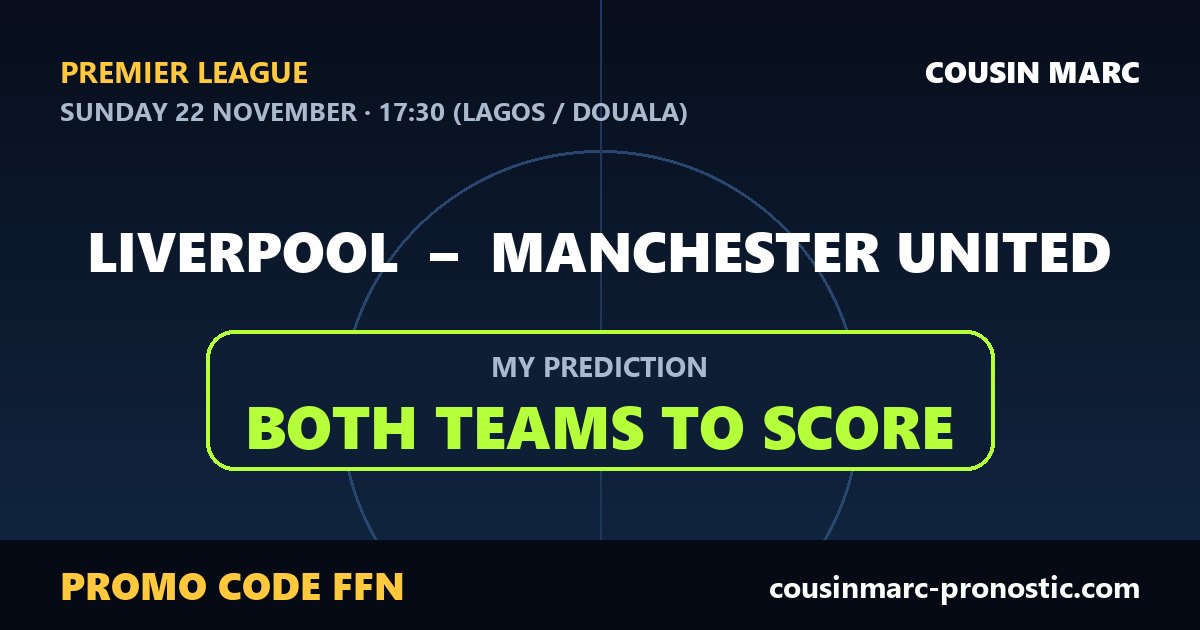 PREMIER LEAGUE
COUSIN MARC
SUNDAY 22 NOVEMBER · 17:30 (LAGOS / DOUALA)
LIVERPOOL – MANCHESTER UNITED
MY PREDICTION
BOTH TEAMS TO SCORE
PROMO CODE FFN
cousinmarc-pronostic.com